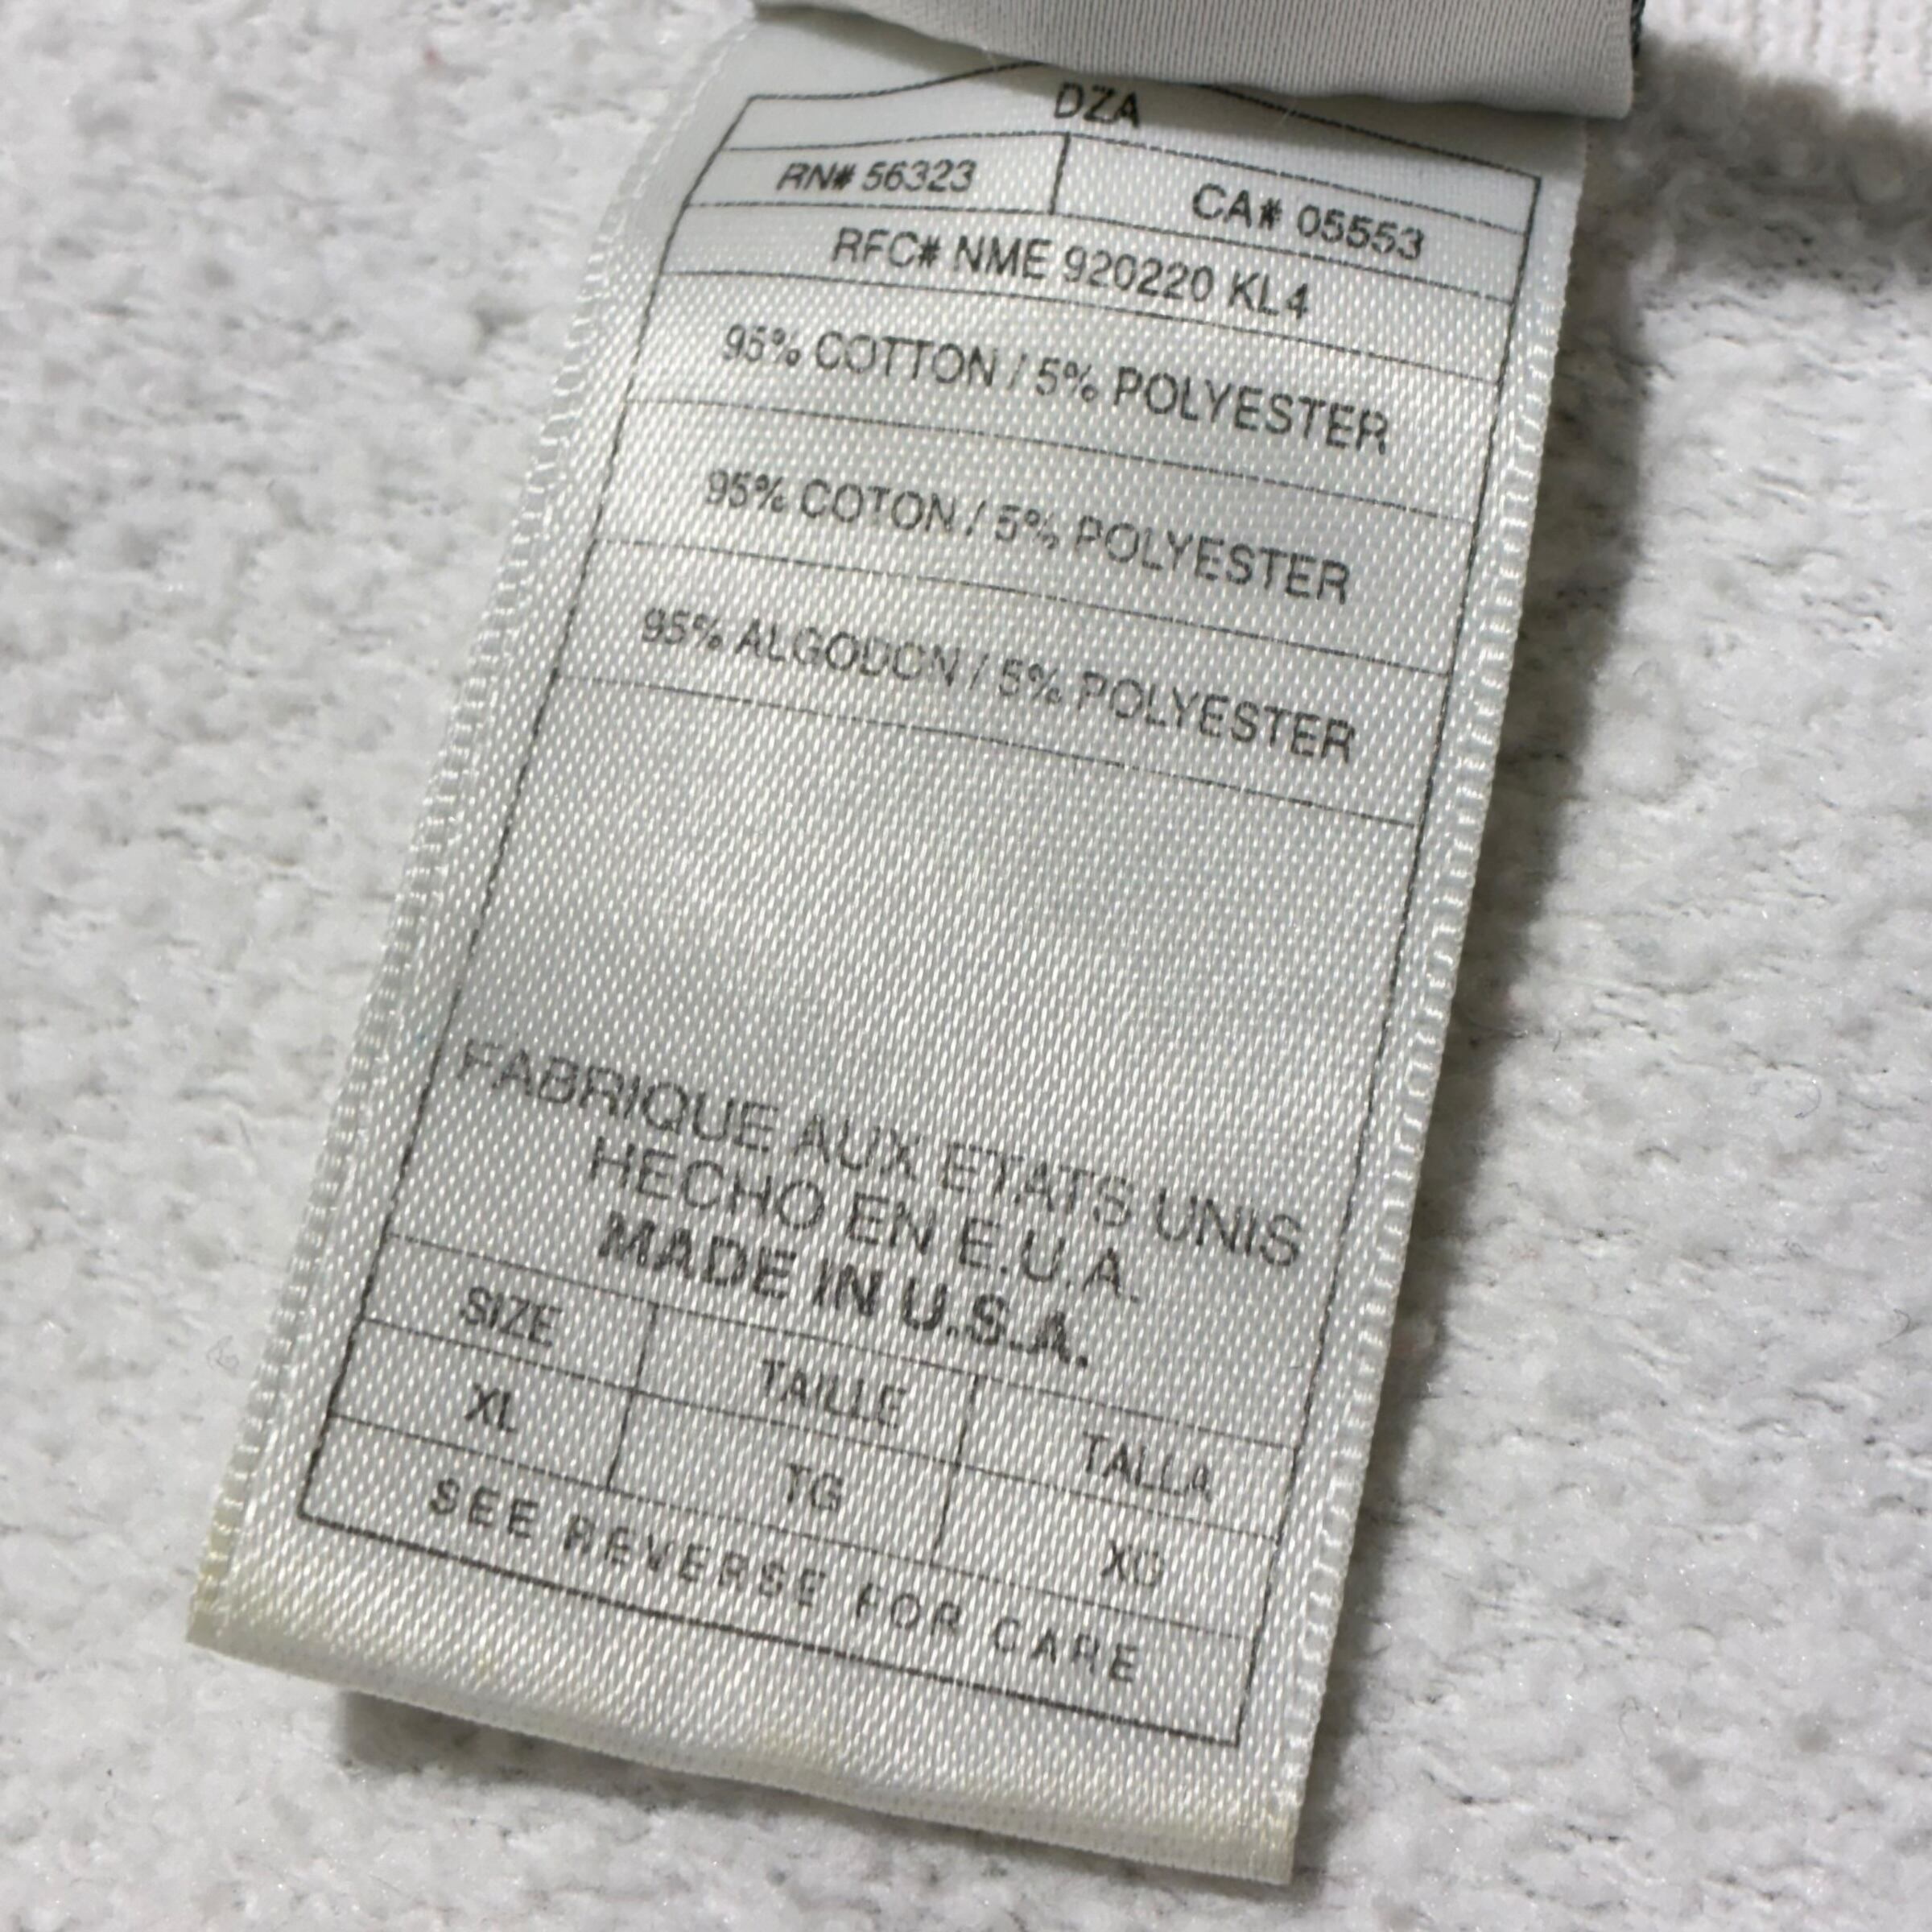 DZA
RN# 56323
CA# 05553
RFC# NME 920220 KL4
95% COTTON / 5% POLYESTER
95% COTON / 5% POLYESTER
95% ALGODON / 5% POLYESTER
FABRIQUE AUX ETATS UNIS
HECHO EN E.U.A.
MADE IN U.S.A.
SIZE TAILLE TALLA
XL TG XG
SEE REVERSE FOR CARE